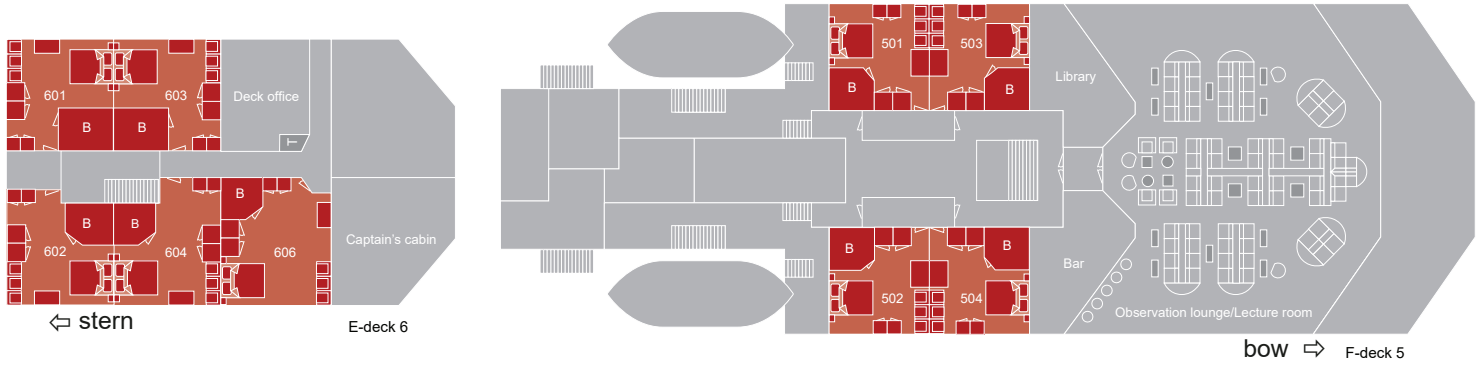 601
603
B
B
Deck office
T
B
B
B
602
604
606
Captain's cabin
⇦ stern
E-deck 6
501
503
B
B
Library
B
B
502
504
Bar
Observation lounge/Lecture room
bow ⇨
F-deck 5